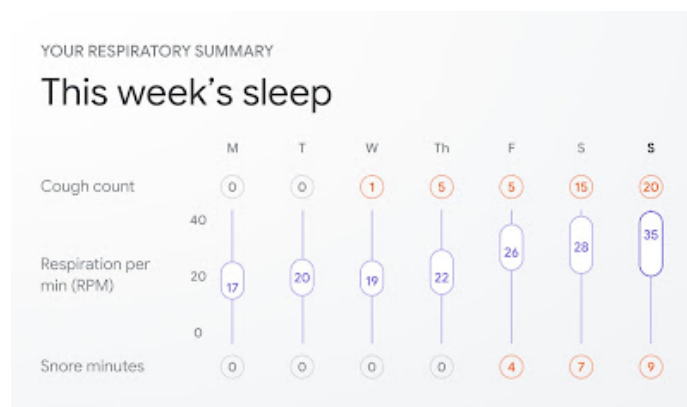 YOUR RESPIRATORY SUMMARY
This week's sleep
M T W Th F S S
Cough count 0 0 1 5 5 15 20
40
Respiration per min (RPM) 20 17 20 19 22 26 28 35
0
Snore minutes 0 0 0 0 4 7 9